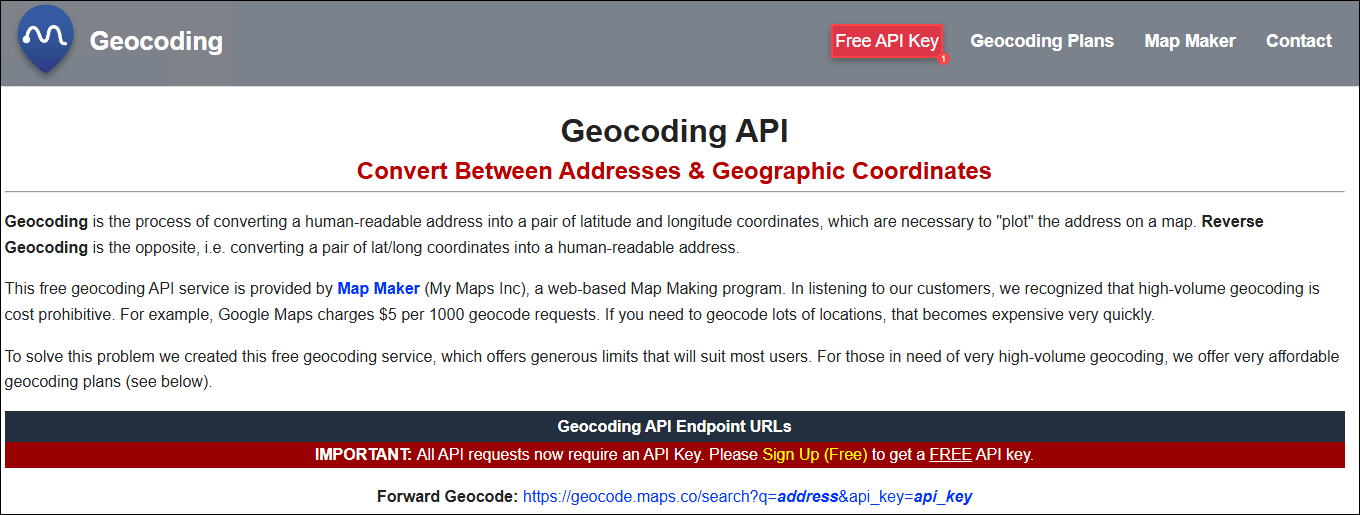 Geocoding
Free API Key
1
Geocoding Plans
Map Maker
Contact
Geocoding API
Convert Between Addresses & Geographic Coordinates
Geocoding is the process of converting a human-readable address into a pair of latitude and longitude coordinates, which are necessary to "plot" the address on a map. Reverse
Geocoding is the opposite, i.e. converting a pair of lat/long coordinates into a human-readable address.
This free geocoding API service is provided by Map Maker (My Maps Inc), a web-based Map Making program. In listening to our customers, we recognized that high-volume geocoding is
cost prohibitive. For example, Google Maps charges $5 per 1000 geocode requests. If you need to geocode lots of locations, that becomes expensive very quickly.
To solve this problem we created this free geocoding service, which offers generous limits that will suit most users. For those in need of very high-volume geocoding, we offer very affordable
geocoding plans (see below).
Geocoding API Endpoint URLs
IMPORTANT: All API requests now require an API Key. Please Sign Up (Free) to get a FREE API key.
Forward Geocode: https://geocode.maps.co/search?q=address&api_key=api_key